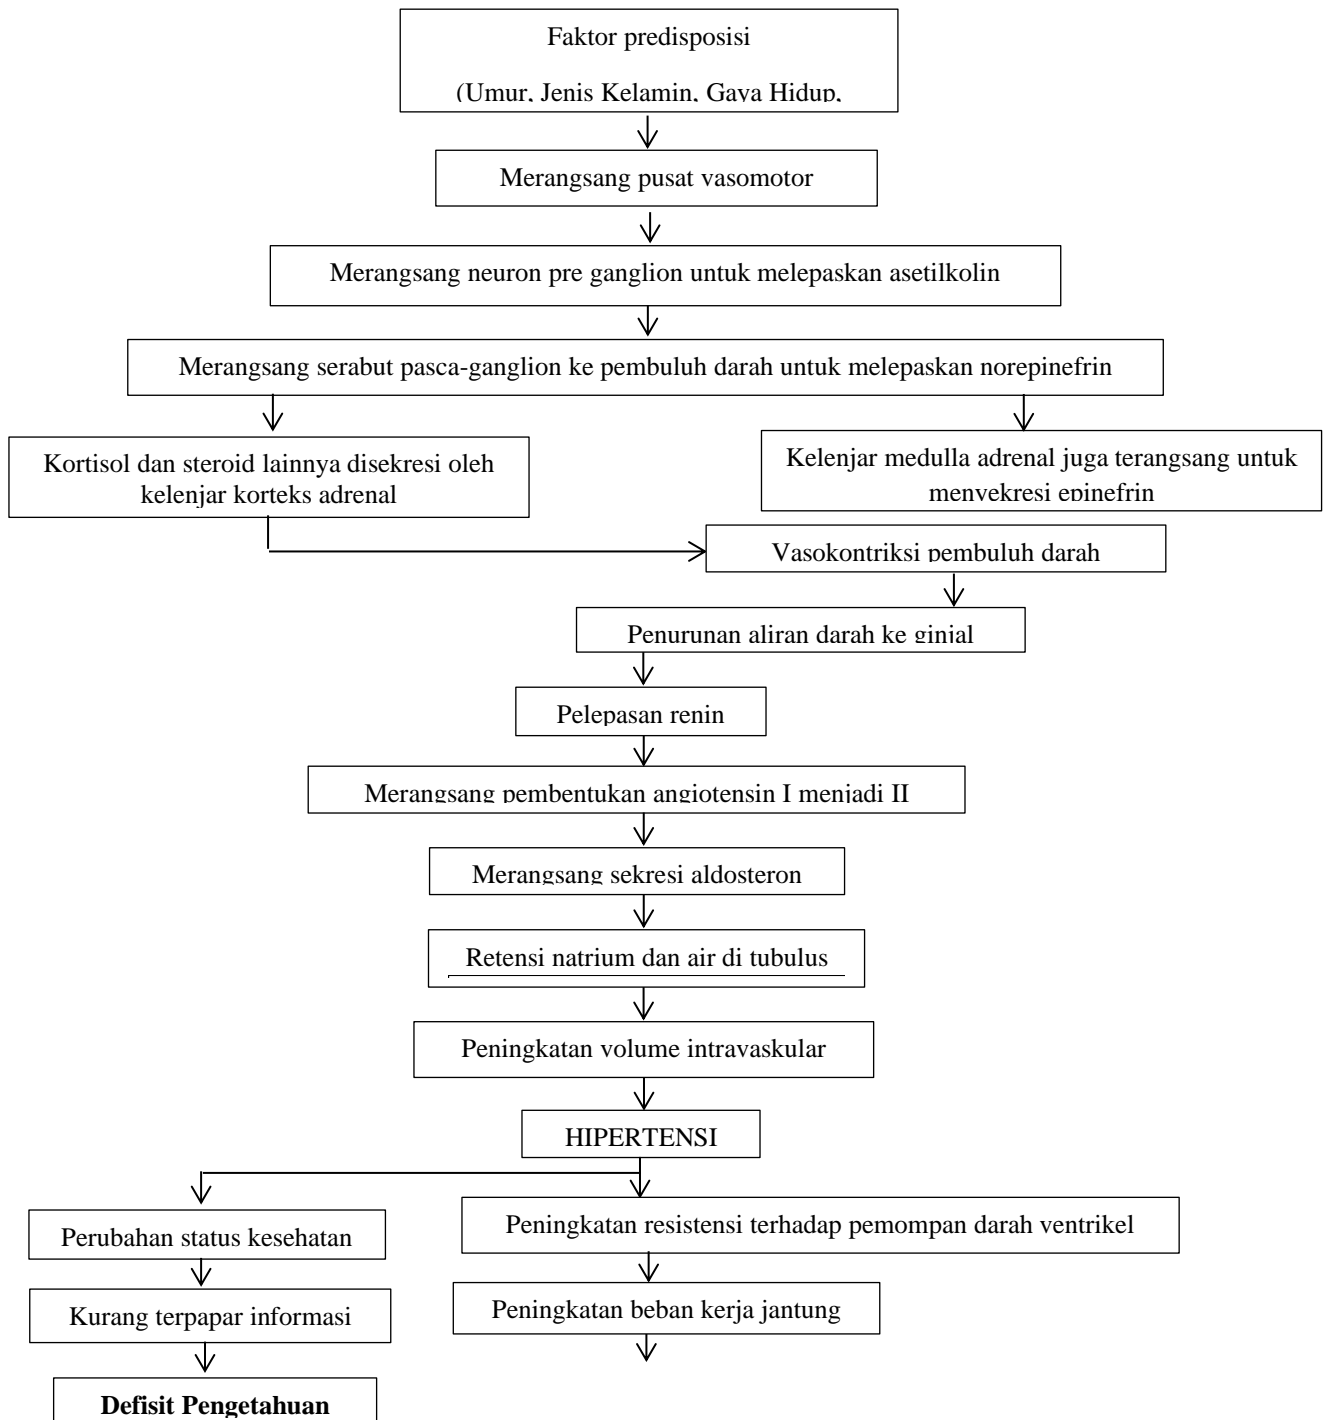 Faktor predisposisi
(Umur, Jenis Kelamin, Gaya Hidup,
Merangsang pusat vasomotor
Merangsang neuron pre ganglion untuk melepaskan asetilkolin
Merangsang serabut pasca-ganglion ke pembuluh darah untuk melepaskan norepinefrin
Kortisol dan steroid lainnya disekresi oleh
kelenjar korteks adrenal
Kelenjar medulla adrenal juga terangsang untuk
menyekresi epinefrin
Vasokontriksi pembuluh darah
Penurunan aliran darah ke ginjal
Pelepasan renin
Merangsang pembentukan angiotensin I menjadi II
Merangsang sekresi aldosteron
Retensi natrium dan air di tubulus
Peningkatan volume intravaskular
HIPERTENSI
Perubahan status kesehatan
Peningkatan resistensi terhadap pemompan darah ventrikel
Kurang terpapar informasi
Peningkatan beban kerja jantung
Defisit Pengetahuan